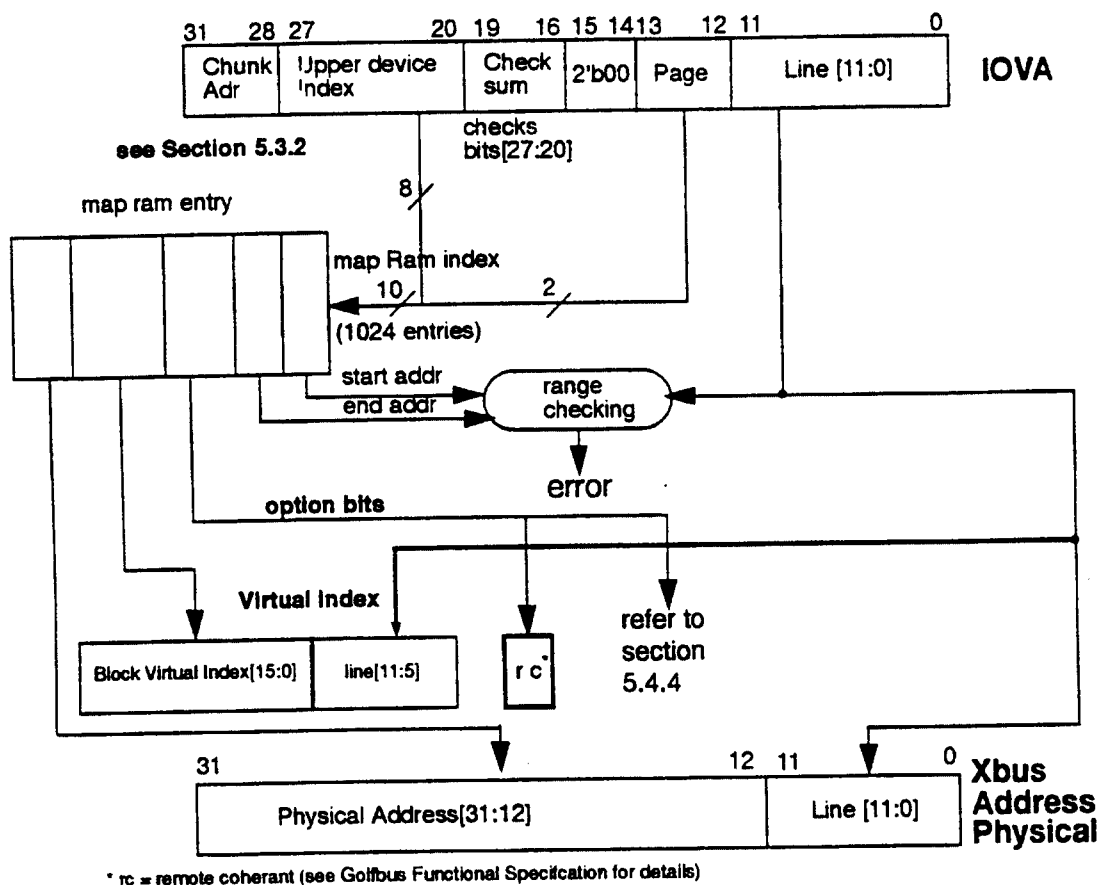 31 28 27 20 19 16 15 14 13 12 11 0
Chunk Adr
Upper device Index
Check sum
2'b00
Page
Line [11:0]
IOVA
checks bits[27:20]
see Section 5.3.2
8
map ram entry
map Ram index
10
2
(1024 entries)
start addr
end addr
range checking
error
option bits
Virtual Index
refer to section 5.4.4
Block Virtual Index[15:0]
line[11:5]
r c*
31 12 11 0
Physical Address[31:12]
Line [11:0]
Xbus Address Physical
* rc = remote coherant (see Golfbus Functional Specifcation for details)